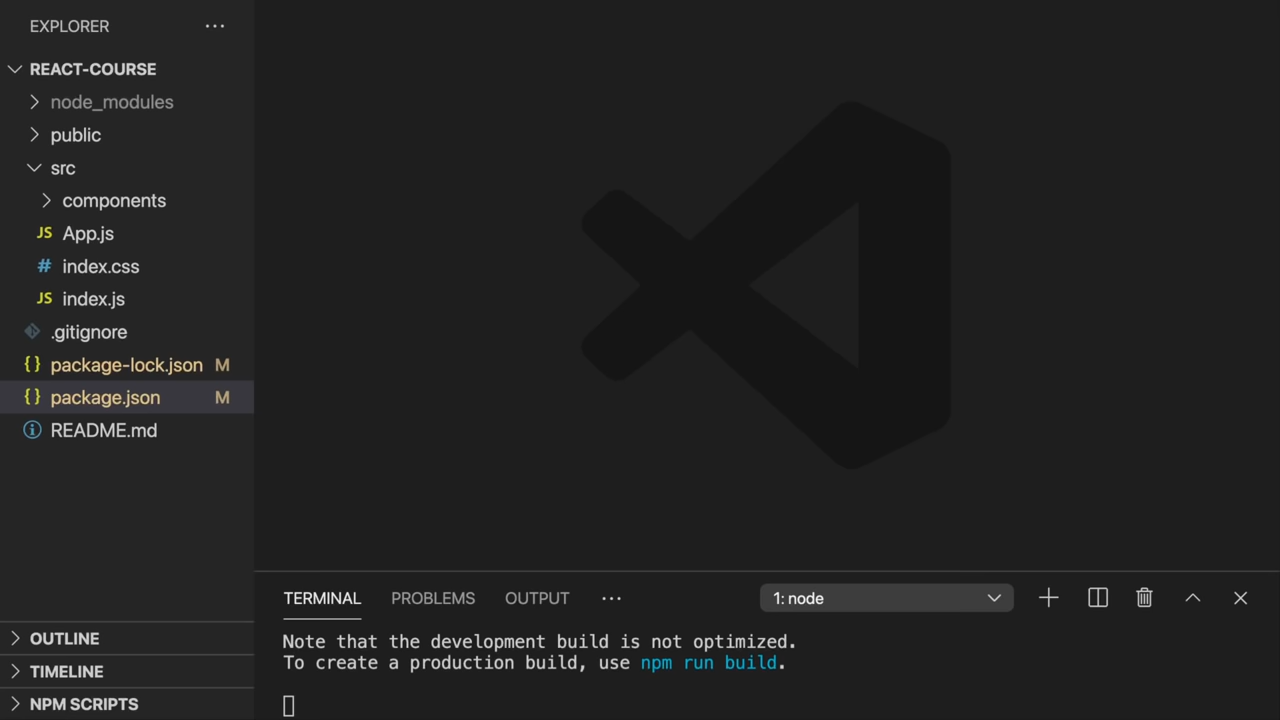 EXPLORER
REACT-COURSE
node_modules
public
src
components
JS App.js
# index.css
JS index.js
.gitignore
{} package-lock.json M
{} package.json M
README.md
OUTLINE
TIMELINE
NPM SCRIPTS
TERMINAL PROBLEMS OUTPUT ··· 1: node
Note that the development build is not optimized.
To create a production build, use npm run build.